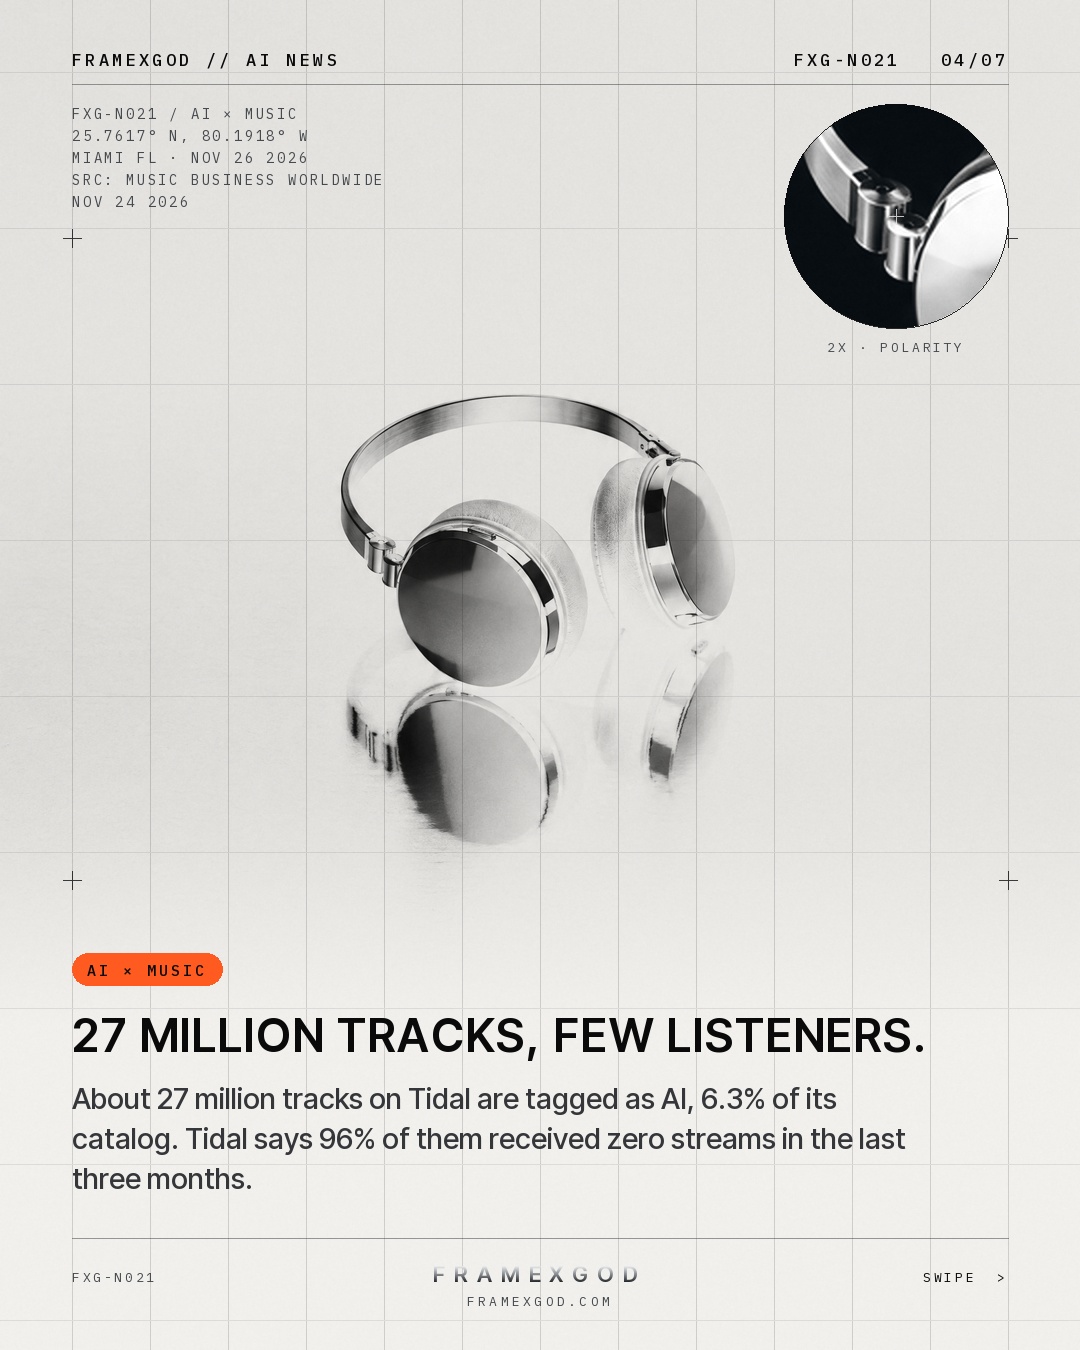 FRAMEXGOD // AI NEWS
FXG-N021 04/07
FXG-N021 / AI × MUSIC
25.7617° N, 80.1918° W
MIAMI FL · NOV 26 2026
SRC: MUSIC BUSINESS WORLDWIDE
NOV 24 2026
2X · POLARITY
AI × MUSIC
27 MILLION TRACKS, FEW LISTENERS.
About 27 million tracks on Tidal are tagged as AI, 6.3% of its
catalog. Tidal says 96% of them received zero streams in the last
three months.
FXG-N021
FRAMEXGOD
FRAMEXGOD.COM
SWIPE >